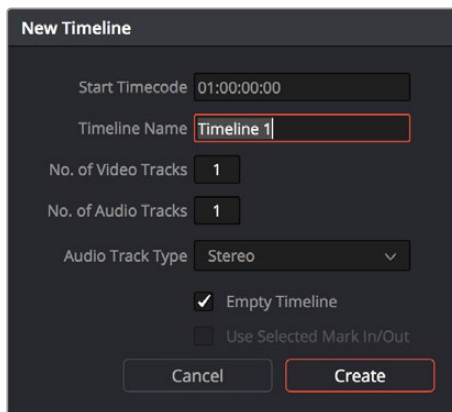 New Timeline
Start Timecode 01:00:00:00
Timeline Name Timeline 1
No. of Video Tracks 1
No. of Audio Tracks 1
Audio Track Type Stereo
Empty Timeline
Use Selected Mark In/Out
Cancel Create